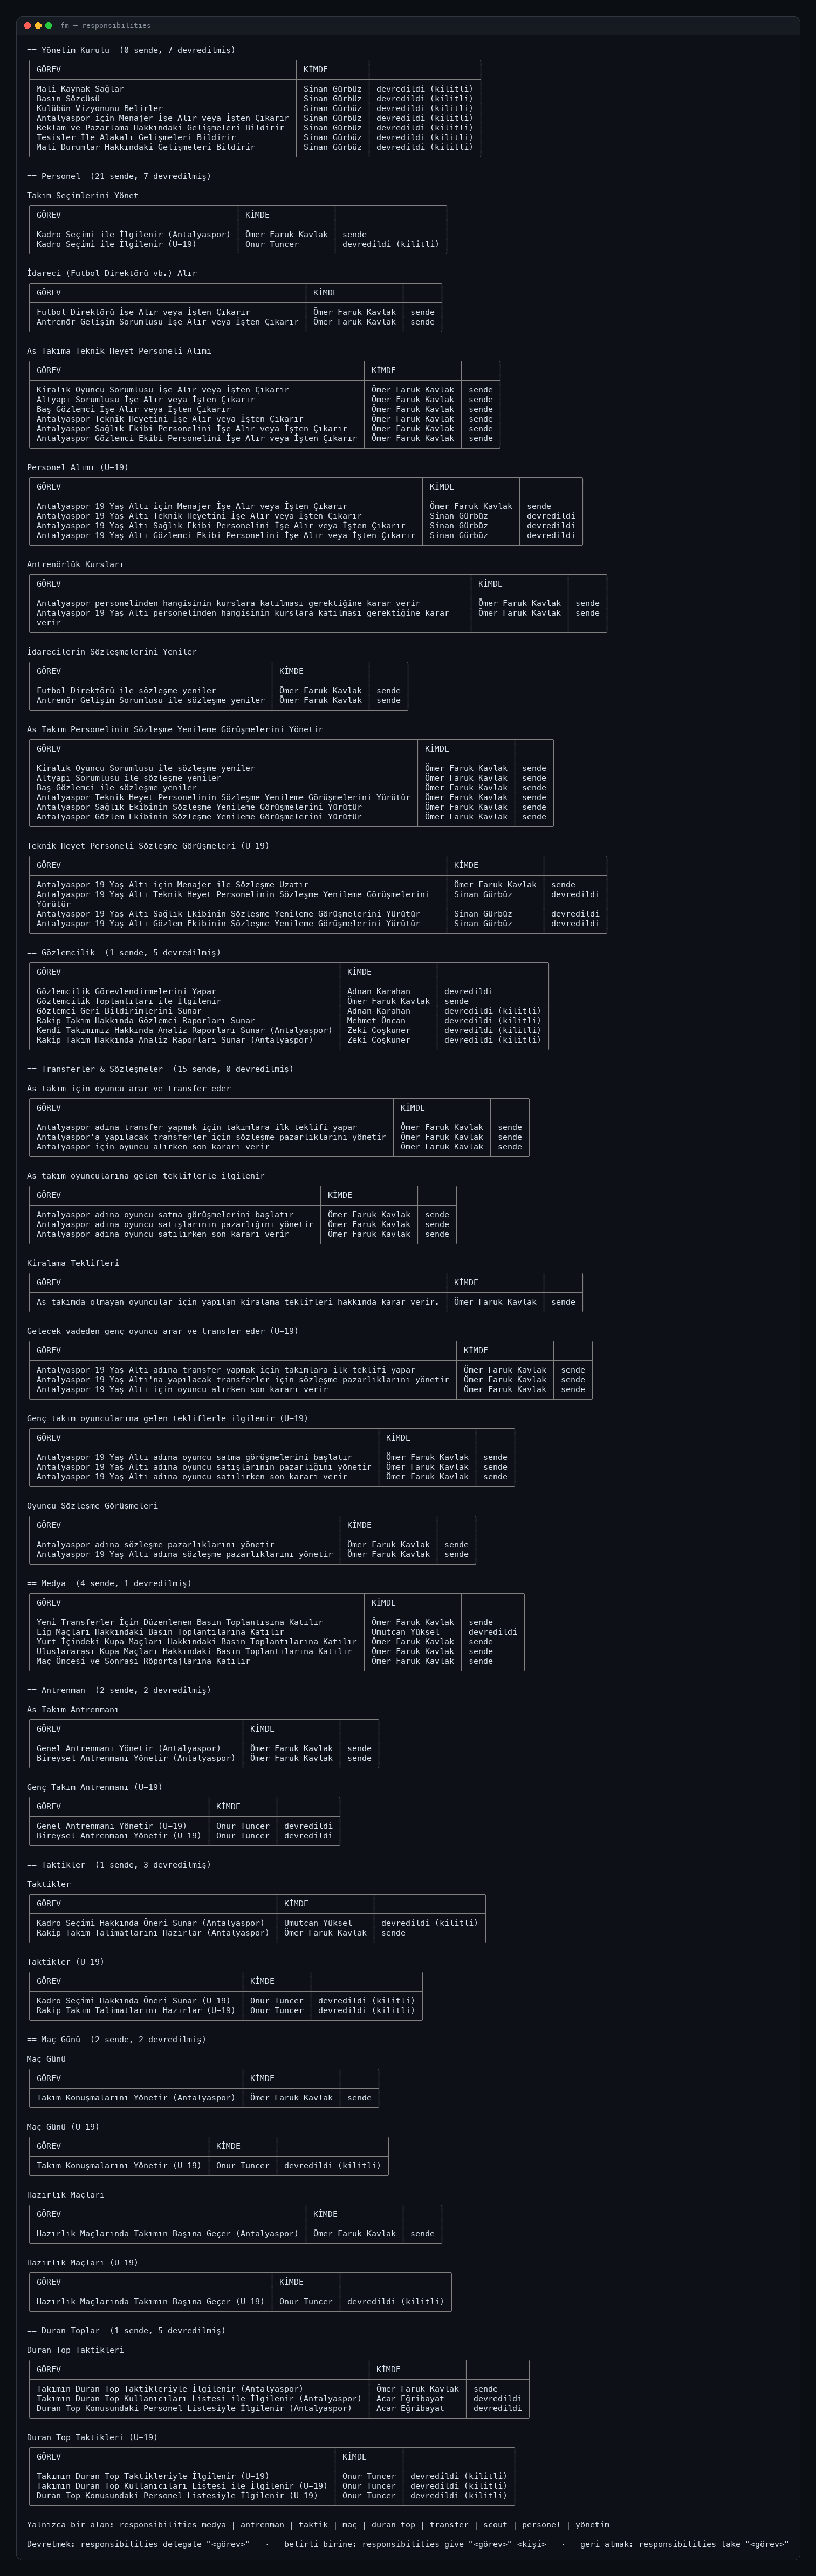 fm — responsibilities
== Yönetim Kurulu  (0 sende, 7 devredilmiş)
GÖREV KİMDE
Mali Kaynak Sağlar Sinan Gürbüz devredildi (kilitli)
Basın Sözcüsü Sinan Gürbüz devredildi (kilitli)
Kulübün Vizyonunu Belirler Sinan Gürbüz devredildi (kilitli)
Antalyaspor için Menajer İşe Alır veya İşten Çıkarır Sinan Gürbüz devredildi (kilitli)
Reklam ve Pazarlama Hakkındaki Gelişmeleri Bildirir Sinan Gürbüz devredildi (kilitli)
Tesisler İle Alakalı Gelişmeleri Bildirir Sinan Gürbüz devredildi (kilitli)
Mali Durumlar Hakkındaki Gelişmeleri Bildirir Sinan Gürbüz devredildi (kilitli)
== Personel  (21 sende, 7 devredilmiş)
Takım Seçimlerini Yönet
GÖREV KİMDE
Kadro Seçimi ile İlgilenir (Antalyaspor) Ömer Faruk Kavlak sende
Kadro Seçimi ile İlgilenir (U-19) Onur Tuncer devredildi (kilitli)
İdareci (Futbol Direktörü vb.) Alır
GÖREV KİMDE
Futbol Direktörü İşe Alır veya İşten Çıkarır Ömer Faruk Kavlak sende
Antrenör Gelişim Sorumlusu İşe Alır veya İşten Çıkarır Ömer Faruk Kavlak sende
As Takıma Teknik Heyet Personeli Alımı
GÖREV KİMDE
Kiralık Oyuncu Sorumlusu İşe Alır veya İşten Çıkarır Ömer Faruk Kavlak sende
Altyapı Sorumlusu İşe Alır veya İşten Çıkarır Ömer Faruk Kavlak sende
Baş Gözlemci İşe Alır veya İşten Çıkarır Ömer Faruk Kavlak sende
Antalyaspor Teknik Heyetini İşe Alır veya İşten Çıkarır Ömer Faruk Kavlak sende
Antalyaspor Sağlık Ekibi Personelini İşe Alır veya İşten Çıkarır Ömer Faruk Kavlak sende
Antalyaspor Gözlemci Ekibi Personelini İşe Alır veya İşten Çıkarır Ömer Faruk Kavlak sende
Personel Alımı (U-19)
GÖREV KİMDE
Antalyaspor 19 Yaş Altı için Menajer İşe Alır veya İşten Çıkarır Ömer Faruk Kavlak sende
Antalyaspor 19 Yaş Altı Teknik Heyetini İşe Alır veya İşten Çıkarır Sinan Gürbüz devredildi
Antalyaspor 19 Yaş Altı Sağlık Ekibi Personelini İşe Alır veya İşten Çıkarır Sinan Gürbüz devredildi
Antalyaspor 19 Yaş Altı Gözlemci Ekibi Personelini İşe Alır veya İşten Çıkarır Sinan Gürbüz devredildi
Antrenörlük Kursları
GÖREV KİMDE
Antalyaspor personelinden hangisinin kurslara katılması gerektiğine karar verir Ömer Faruk Kavlak sende
Antalyaspor 19 Yaş Altı personelinden hangisinin kurslara katılması gerektiğine karar Ömer Faruk Kavlak sende
verir
İdarecilerin Sözleşmelerini Yeniler
GÖREV KİMDE
Futbol Direktörü ile sözleşme yeniler Ömer Faruk Kavlak sende
Antrenör Gelişim Sorumlusu ile sözleşme yeniler Ömer Faruk Kavlak sende
As Takım Personelinin Sözleşme Yenileme Görüşmelerini Yönetir
GÖREV KİMDE
Kiralık Oyuncu Sorumlusu ile sözleşme yeniler Ömer Faruk Kavlak sende
Altyapı Sorumlusu ile sözleşme yeniler Ömer Faruk Kavlak sende
Baş Gözlemci ile sözleşme yeniler Ömer Faruk Kavlak sende
Antalyaspor Teknik Heyet Personelinin Sözleşme Yenileme Görüşmelerini Yürütür Ömer Faruk Kavlak sende
Antalyaspor Sağlık Ekibinin Sözleşme Yenileme Görüşmelerini Yürütür Ömer Faruk Kavlak sende
Antalyaspor Gözlem Ekibinin Sözleşme Yenileme Görüşmelerini Yürütür Ömer Faruk Kavlak sende
Teknik Heyet Personeli Sözleşme Görüşmeleri (U-19)
GÖREV KİMDE
Antalyaspor 19 Yaş Altı için Menajer ile Sözleşme Uzatır Ömer Faruk Kavlak sende
Antalyaspor 19 Yaş Altı Teknik Heyet Personelinin Sözleşme Yenileme Görüşmelerini Sinan Gürbüz devredildi
Yürütür
Antalyaspor 19 Yaş Altı Sağlık Ekibinin Sözleşme Yenileme Görüşmelerini Yürütür Sinan Gürbüz devredildi
Antalyaspor 19 Yaş Altı Gözlem Ekibinin Sözleşme Yenileme Görüşmelerini Yürütür Sinan Gürbüz devredildi
== Gözlemcilik  (1 sende, 5 devredilmiş)
GÖREV KİMDE
Gözlemcilik Görevlendirmelerini Yapar Adnan Karahan devredildi
Gözlemcilik Toplantıları ile İlgilenir Ömer Faruk Kavlak sende
Gözlemci Geri Bildirimlerini Sunar Adnan Karahan devredildi (kilitli)
Rakip Takım Hakkında Gözlemci Raporları Sunar Mehmet Öncan devredildi (kilitli)
Kendi Takımımız Hakkında Analiz Raporları Sunar (Antalyaspor) Zeki Coşkuner devredildi (kilitli)
Rakip Takım Hakkında Analiz Raporları Sunar (Antalyaspor) Zeki Coşkuner devredildi (kilitli)
== Transferler & Sözleşmeler  (15 sende, 0 devredilmiş)
As takım için oyuncu arar ve transfer eder
GÖREV KİMDE
Antalyaspor adına transfer yapmak için takımlara ilk teklifi yapar Ömer Faruk Kavlak sende
Antalyaspor'a yapılacak transferler için sözleşme pazarlıklarını yönetir Ömer Faruk Kavlak sende
Antalyaspor için oyuncu alırken son kararı verir Ömer Faruk Kavlak sende
As takım oyuncularına gelen tekliflerle ilgilenir
GÖREV KİMDE
Antalyaspor adına oyuncu satma görüşmelerini başlatır Ömer Faruk Kavlak sende
Antalyaspor adına oyuncu satışlarının pazarlığını yönetir Ömer Faruk Kavlak sende
Antalyaspor adına oyuncu satılırken son kararı verir Ömer Faruk Kavlak sende
Kiralama Teklifleri
GÖREV KİMDE
As takımda olmayan oyuncular için yapılan kiralama teklifleri hakkında karar verir. Ömer Faruk Kavlak sende
Gelecek vadeden genç oyuncu arar ve transfer eder (U-19)
GÖREV KİMDE
Antalyaspor 19 Yaş Altı adına transfer yapmak için takımlara ilk teklifi yapar Ömer Faruk Kavlak sende
Antalyaspor 19 Yaş Altı'na yapılacak transferler için sözleşme pazarlıklarını yönetir Ömer Faruk Kavlak sende
Antalyaspor 19 Yaş Altı için oyuncu alırken son kararı verir Ömer Faruk Kavlak sende
Genç takım oyuncularına gelen tekliflerle ilgilenir (U-19)
GÖREV KİMDE
Antalyaspor 19 Yaş Altı adına oyuncu satma görüşmelerini başlatır Ömer Faruk Kavlak sende
Antalyaspor 19 Yaş Altı adına oyuncu satışlarının pazarlığını yönetir Ömer Faruk Kavlak sende
Antalyaspor 19 Yaş Altı adına oyuncu satılırken son kararı verir Ömer Faruk Kavlak sende
Oyuncu Sözleşme Görüşmeleri
GÖREV KİMDE
Antalyaspor adına sözleşme pazarlıklarını yönetir Ömer Faruk Kavlak sende
Antalyaspor 19 Yaş Altı adına sözleşme pazarlıklarını yönetir Ömer Faruk Kavlak sende
== Medya  (4 sende, 1 devredilmiş)
GÖREV KİMDE
Yeni Transferler İçin Düzenlenen Basın Toplantısına Katılır Ömer Faruk Kavlak sende
Lig Maçları Hakkındaki Basın Toplantılarına Katılır Umutcan Yüksel devredildi
Yurt İçindeki Kupa Maçları Hakkındaki Basın Toplantılarına Katılır Ömer Faruk Kavlak sende
Uluslararası Kupa Maçları Hakkındaki Basın Toplantılarına Katılır Ömer Faruk Kavlak sende
Maç Öncesi ve Sonrası Röportajlarına Katılır Ömer Faruk Kavlak sende
== Antrenman  (2 sende, 2 devredilmiş)
As Takım Antrenmanı
GÖREV KİMDE
Genel Antrenmanı Yönetir (Antalyaspor) Ömer Faruk Kavlak sende
Bireysel Antrenmanı Yönetir (Antalyaspor) Ömer Faruk Kavlak sende
Genç Takım Antrenmanı (U-19)
GÖREV KİMDE
Genel Antrenmanı Yönetir (U-19) Onur Tuncer devredildi
Bireysel Antrenmanı Yönetir (U-19) Onur Tuncer devredildi
== Taktikler  (1 sende, 3 devredilmiş)
Taktikler
GÖREV KİMDE
Kadro Seçimi Hakkında Öneri Sunar (Antalyaspor) Umutcan Yüksel devredildi (kilitli)
Rakip Takım Talimatlarını Hazırlar (Antalyaspor) Ömer Faruk Kavlak sende
Taktikler (U-19)
GÖREV KİMDE
Kadro Seçimi Hakkında Öneri Sunar (U-19) Onur Tuncer devredildi (kilitli)
Rakip Takım Talimatlarını Hazırlar (U-19) Onur Tuncer devredildi (kilitli)
== Maç Günü  (2 sende, 2 devredilmiş)
Maç Günü
GÖREV KİMDE
Takım Konuşmalarını Yönetir (Antalyaspor) Ömer Faruk Kavlak sende
Maç Günü (U-19)
GÖREV KİMDE
Takım Konuşmalarını Yönetir (U-19) Onur Tuncer devredildi (kilitli)
Hazırlık Maçları
GÖREV KİMDE
Hazırlık Maçlarında Takımın Başına Geçer (Antalyaspor) Ömer Faruk Kavlak sende
Hazırlık Maçları (U-19)
GÖREV KİMDE
Hazırlık Maçlarında Takımın Başına Geçer (U-19) Onur Tuncer devredildi (kilitli)
== Duran Toplar  (1 sende, 5 devredilmiş)
Duran Top Taktikleri
GÖREV KİMDE
Takımın Duran Top Taktikleriyle İlgilenir (Antalyaspor) Ömer Faruk Kavlak sende
Takımın Duran Top Kullanıcıları Listesi ile İlgilenir (Antalyaspor) Acar Eğribayat devredildi
Duran Top Konusundaki Personel Listesiyle İlgilenir (Antalyaspor) Acar Eğribayat devredildi
Duran Top Taktikleri (U-19)
GÖREV KİMDE
Takımın Duran Top Taktikleriyle İlgilenir (U-19) Onur Tuncer devredildi (kilitli)
Takımın Duran Top Kullanıcıları Listesi ile İlgilenir (U-19) Onur Tuncer devredildi (kilitli)
Duran Top Konusundaki Personel Listesiyle İlgilenir (U-19) Onur Tuncer devredildi (kilitli)
Yalnızca bir alan: responsibilities medya | antrenman | taktik | maç | duran top | transfer | scout | personel | yönetim
Devretmek: responsibilities delegate "<görev>"   ·   belirli birine: responsibilities give "<görev>" <kişi>   ·   geri almak: responsibilities take "<görev>"